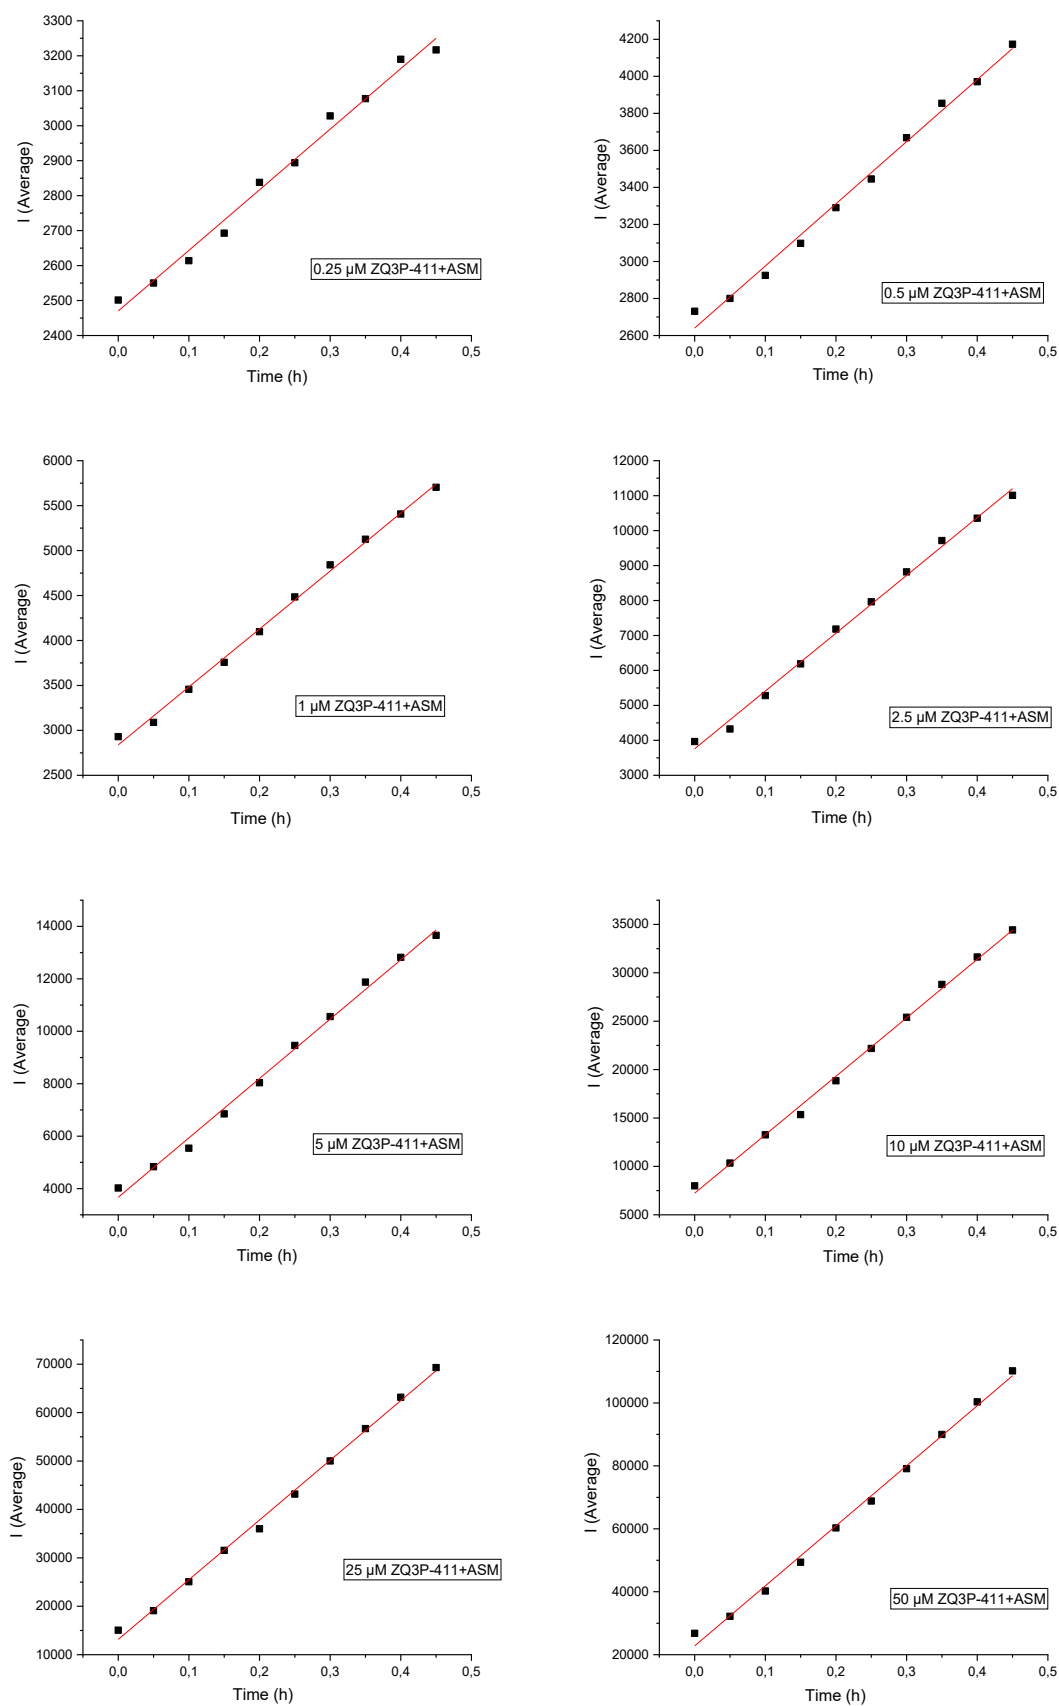 3300
3200
3100
3000
2900
2800
2700
2600
2500
2400
I (Average)
0.25 µM ZQ3P-411+ASM
0,0 0,1 0,2 0,3 0,4 0,5
Time (h)
4200
4000
3800
3600
3400
3200
3000
2800
2600
I (Average)
0.5 µM ZQ3P-411+ASM
0,0 0,1 0,2 0,3 0,4 0,5
Time (h)
6000
5500
5000
4500
4000
3500
3000
2500
I (Average)
1 µM ZQ3P-411+ASM
0,0 0,1 0,2 0,3 0,4 0,5
Time (h)
12000
11000
10000
9000
8000
7000
6000
5000
4000
3000
I (Average)
2.5 µM ZQ3P-411+ASM
0,0 0,1 0,2 0,3 0,4 0,5
Time (h)
14000
12000
10000
8000
6000
4000
I (Average)
5 µM ZQ3P-411+ASM
0,0 0,1 0,2 0,3 0,4 0,5
Time (h)
35000
30000
25000
20000
15000
10000
5000
I (Average)
10 µM ZQ3P-411+ASM
0,0 0,1 0,2 0,3 0,4 0,5
Time (h)
70000
60000
50000
40000
30000
20000
10000
I (Average)
25 µM ZQ3P-411+ASM
0,0 0,1 0,2 0,3 0,4 0,5
Time (h)
120000
100000
80000
60000
40000
20000
I (Average)
50 µM ZQ3P-411+ASM
0,0 0,1 0,2 0,3 0,4 0,5
Time (h)